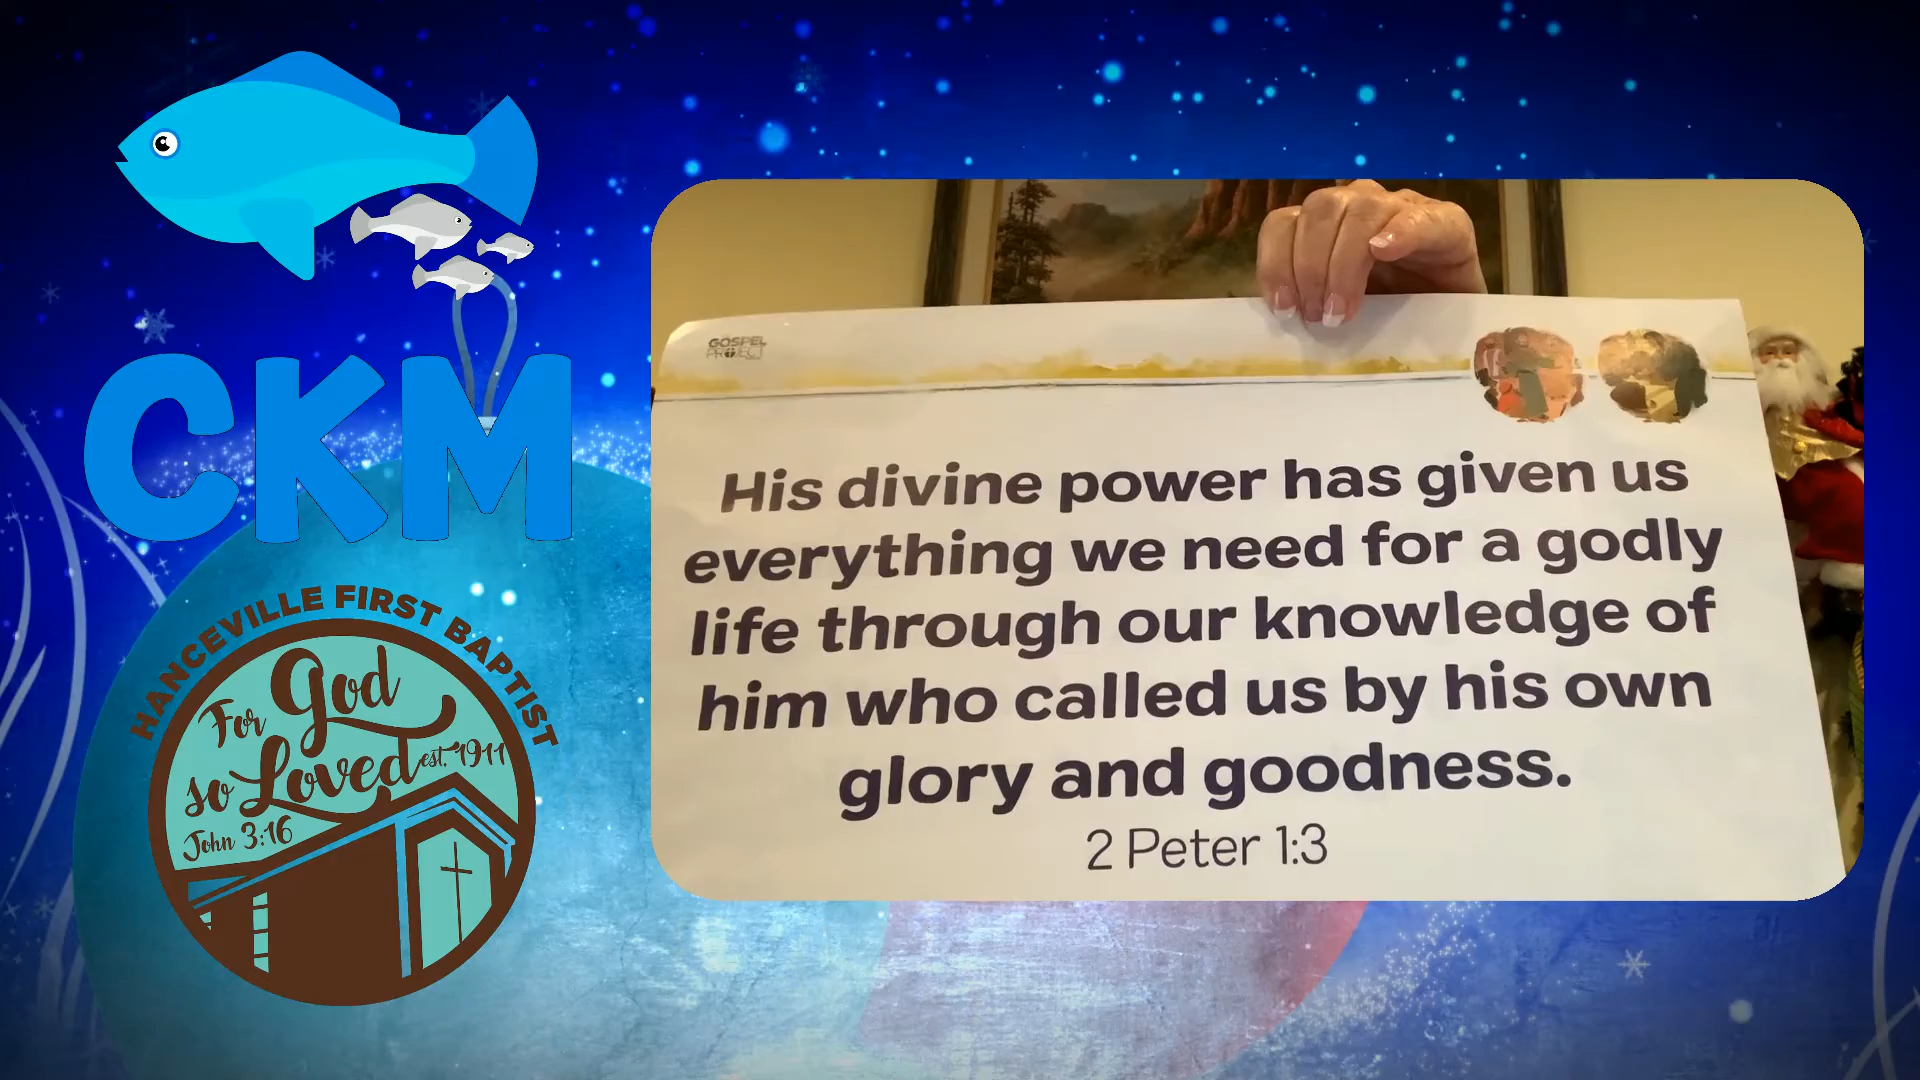 CKM
HANCEVILLE FIRST BAPTIST
For God
so Loved
est. 1911
John 3:16
GOSPEL
PROJECT
His divine power has given us
everything we need for a godly
life through our knowledge of
him who called us by his own
glory and goodness.
2 Peter 1:3